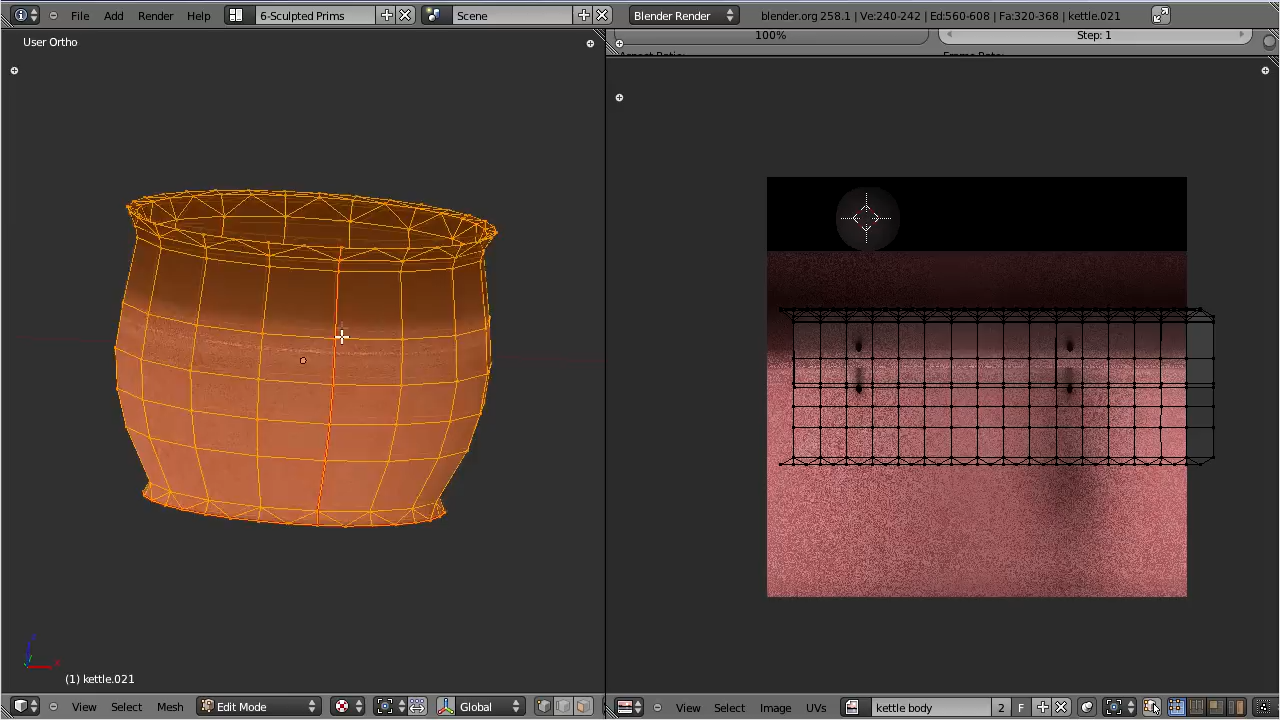 File Add Render Help 6-Sculpted Prims Scene Blender Render blender.org 258.1 | Ve:240-242 | Ed:560-608 | Fa:320-368 | kettle.021
User Ortho
100% Step: 1
(1) kettle.021
View Select Mesh Edit Mode Global
View Select Image UVs kettle body 2 F